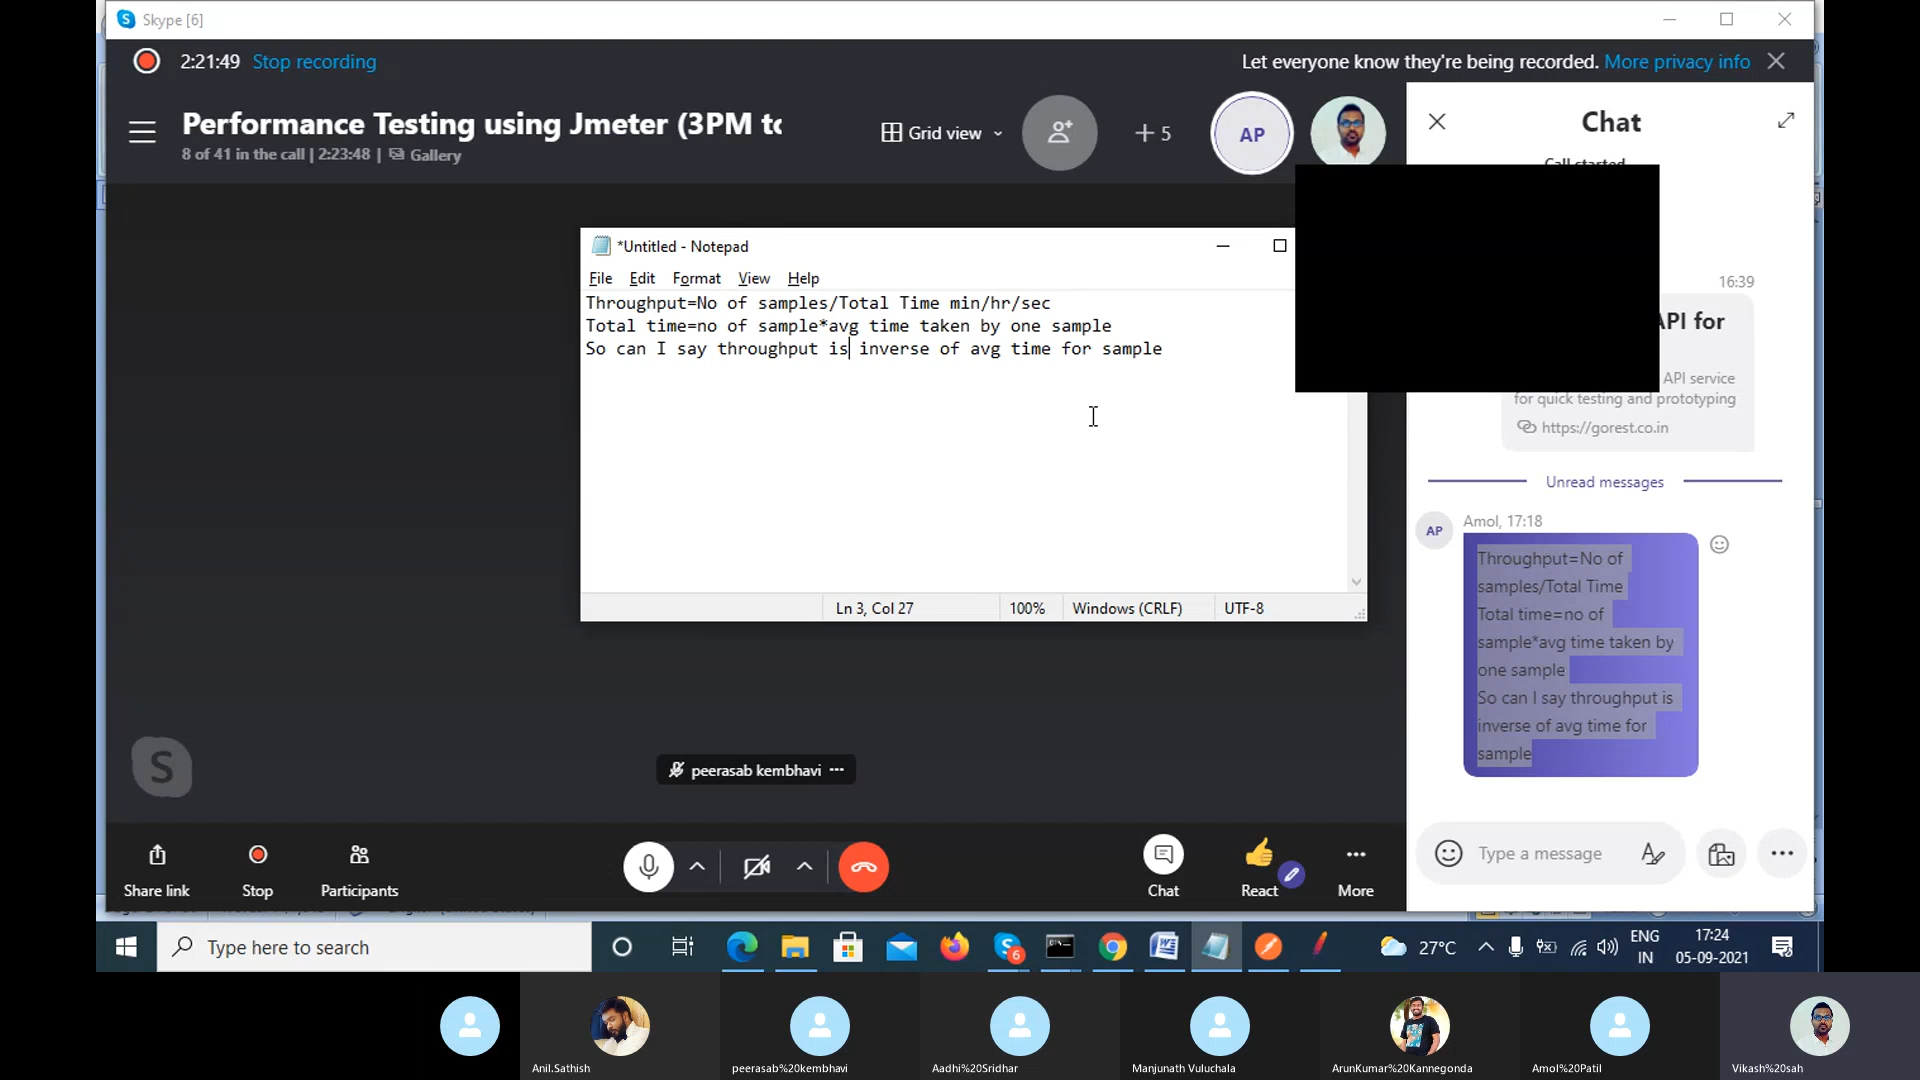 Skype [6]
2:21:49 Stop recording
Let everyone know they're being recorded. More privacy info
Performance Testing using Jmeter (3PM to
8 of 41 in the call | 2:23:48 | Gallery
Grid view
+5
AP
Chat
Call started
16:39
API for
API service
for quick testing and prototyping
https://gorest.co.in
Unread messages
AP
Amol, 17:18
Throughput=No of
samples/Total Time
Total time=no of
sample*avg time taken by
one sample
So can I say throughput is
inverse of avg time for
sample
Type a message
*Untitled - Notepad
File Edit Format View Help
Throughput=No of samples/Total Time min/hr/sec
Total time=no of sample*avg time taken by one sample
So can I say throughput is inverse of avg time for sample
Ln 3, Col 27 100% Windows (CRLF) UTF-8
S
peerasab kembhavi
Share link
Stop
Participants
Chat
React
More
Type here to search
6
27°C
ENG
IN
17:24
05-09-2021
Anil.Sathish
peerasab%20kembhavi
Aadhi%20Sridhar
Manjunath Vuluchala
ArunKumar%20Kannegonda
Amol%20Patil
Vikash%20sah